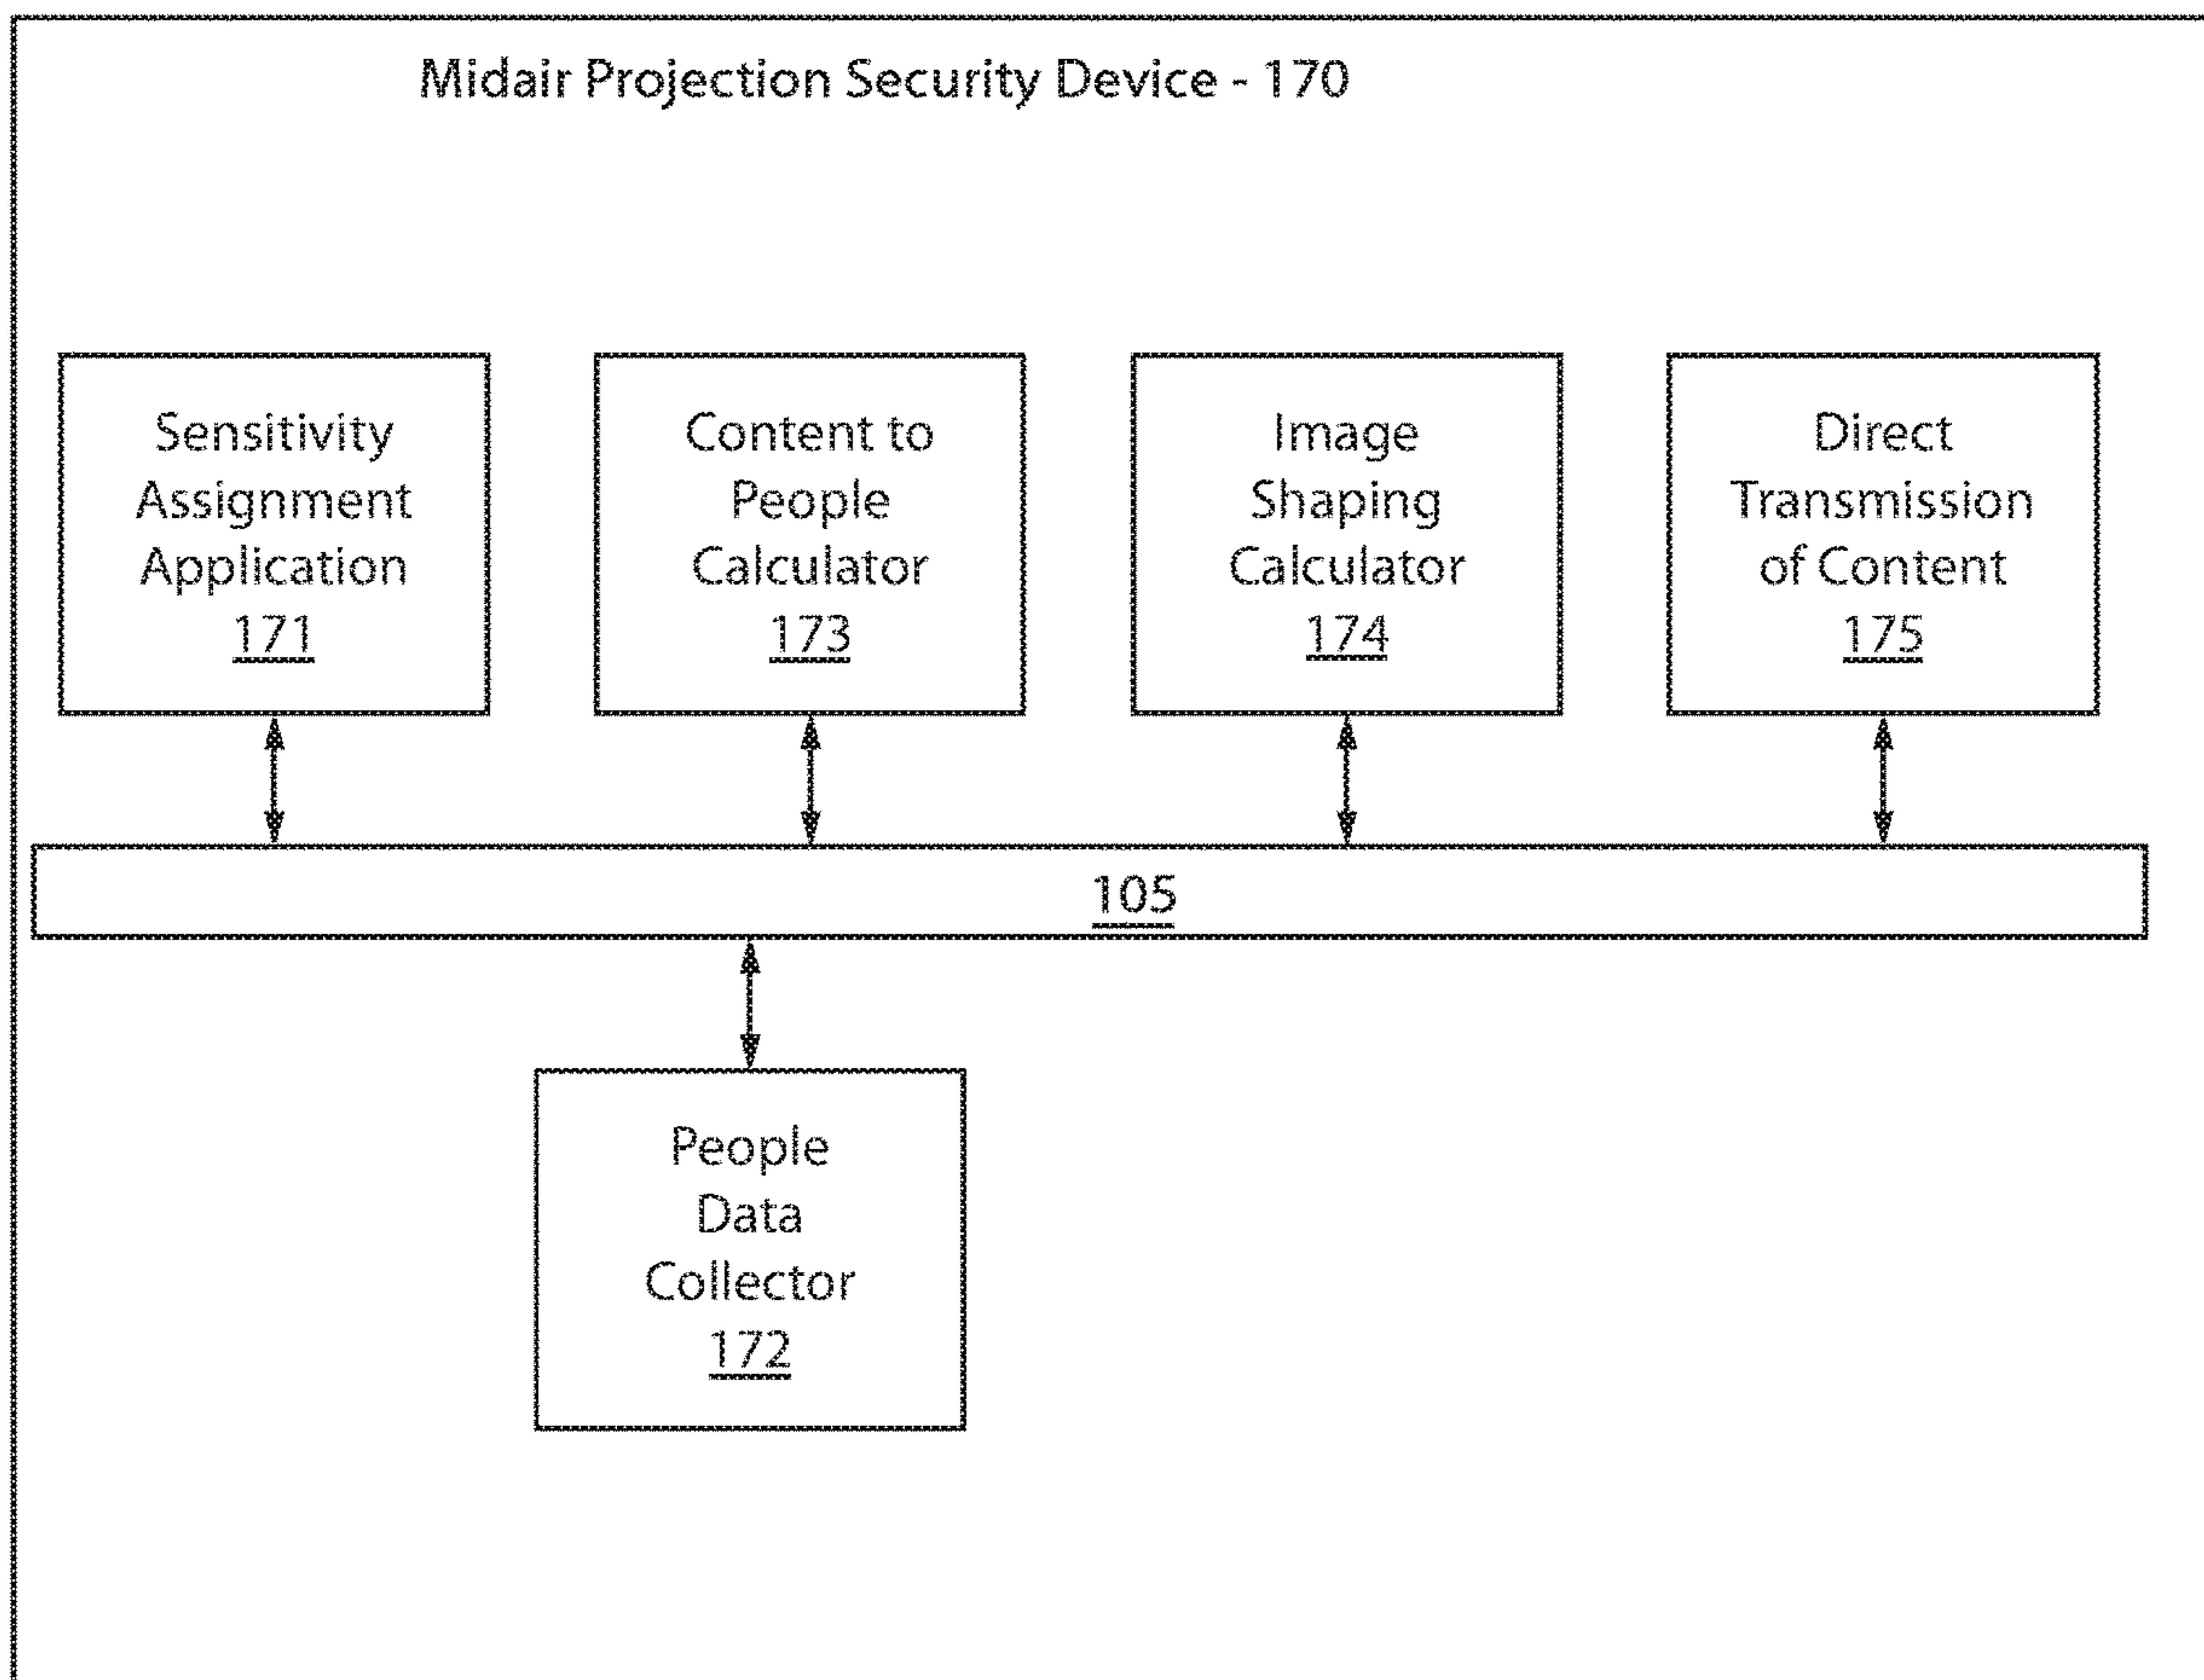 Midair Projection Security Device - 170
Sensitivity
Assignment
Application
171
Content to
People
Calculator
173
Image
Shaping
Calculator
174
Direct
Transmission
of Content
175
105
People
Data
Collector
172